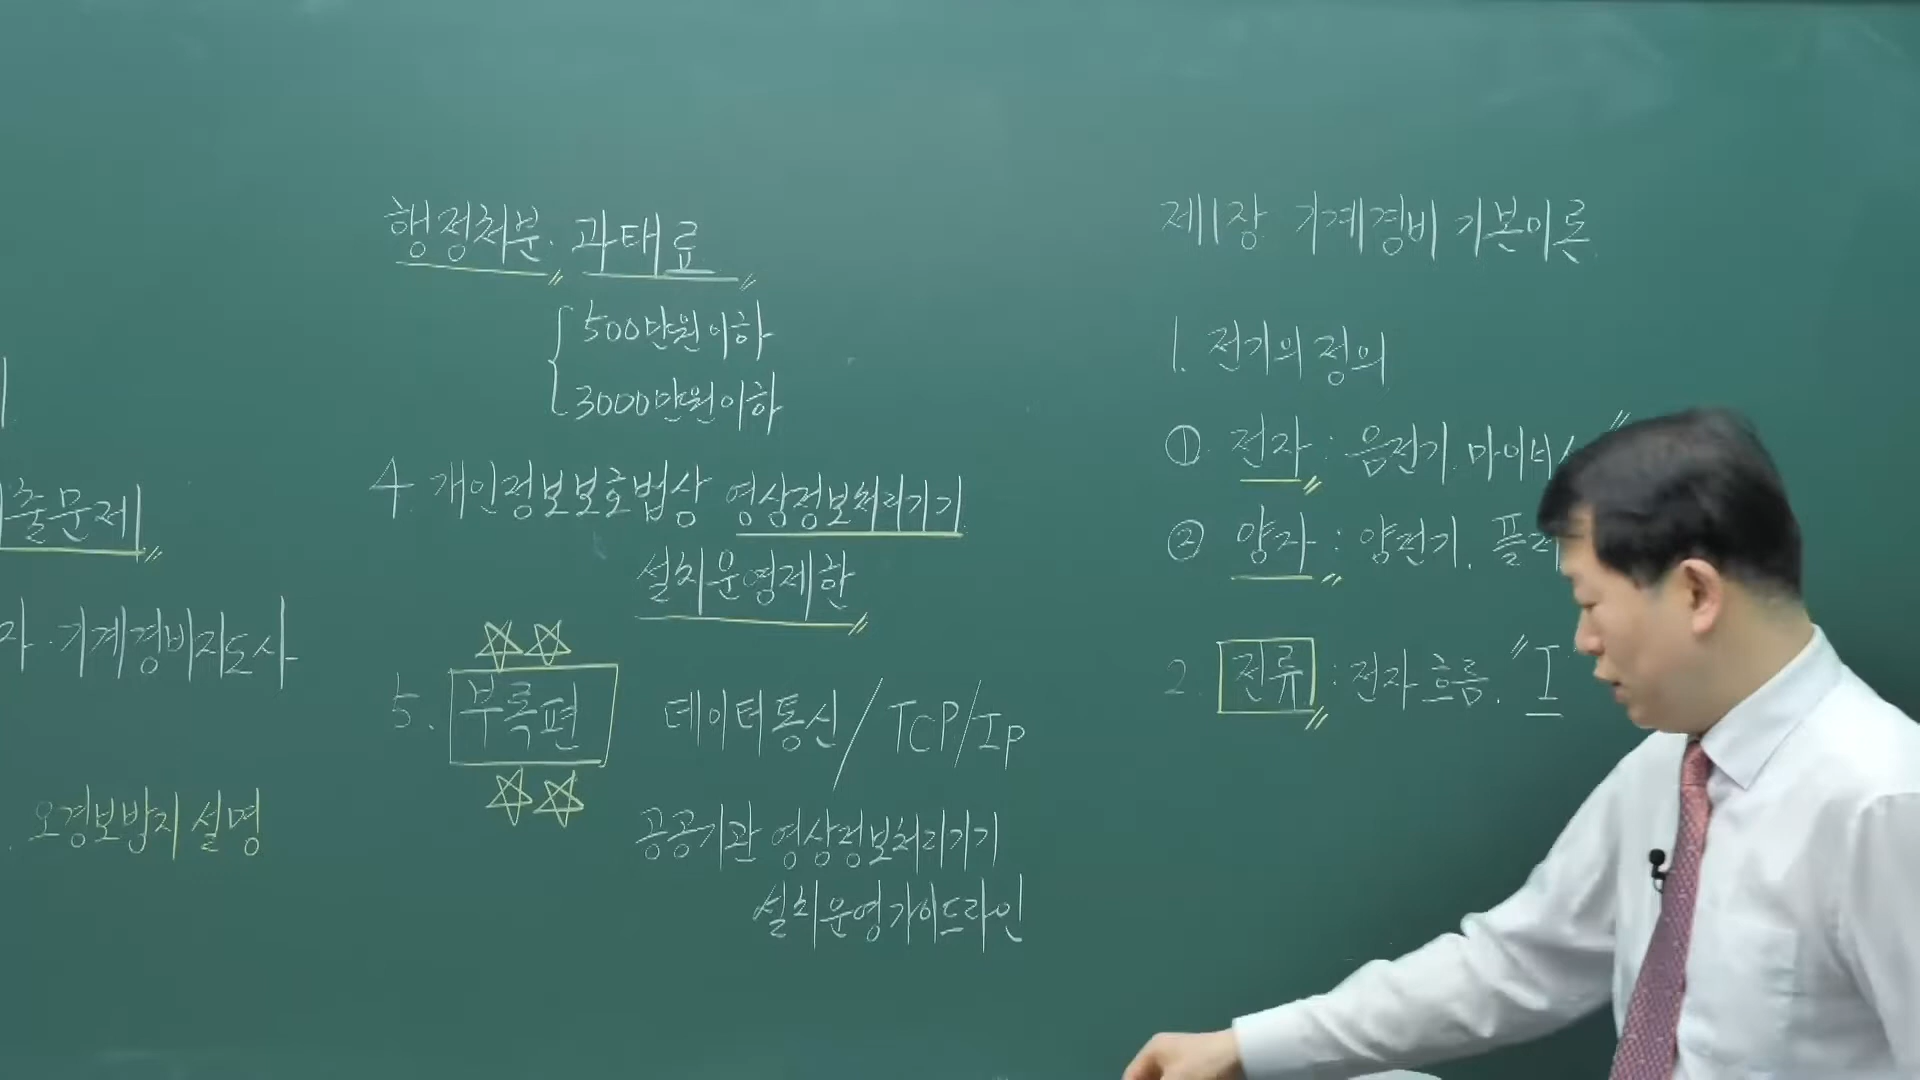 출문제
기계경비지도사
오경보방지 설명
행정처분. 과태료
500만원이하
3000만원이하
4 개인정보보호법상 영상정보처리기기
설치운영제한
5. 부록편 데이터통신/TCP/IP
공공기관 영상정보처리기기
설치운영가이드라인
제1장 기계경비 기본이론
1. 전기의 정의
① 전자 : 음전기. 마이너
② 양자 : 양전기. 플러
2. 전류 : 전자 흐름. "I